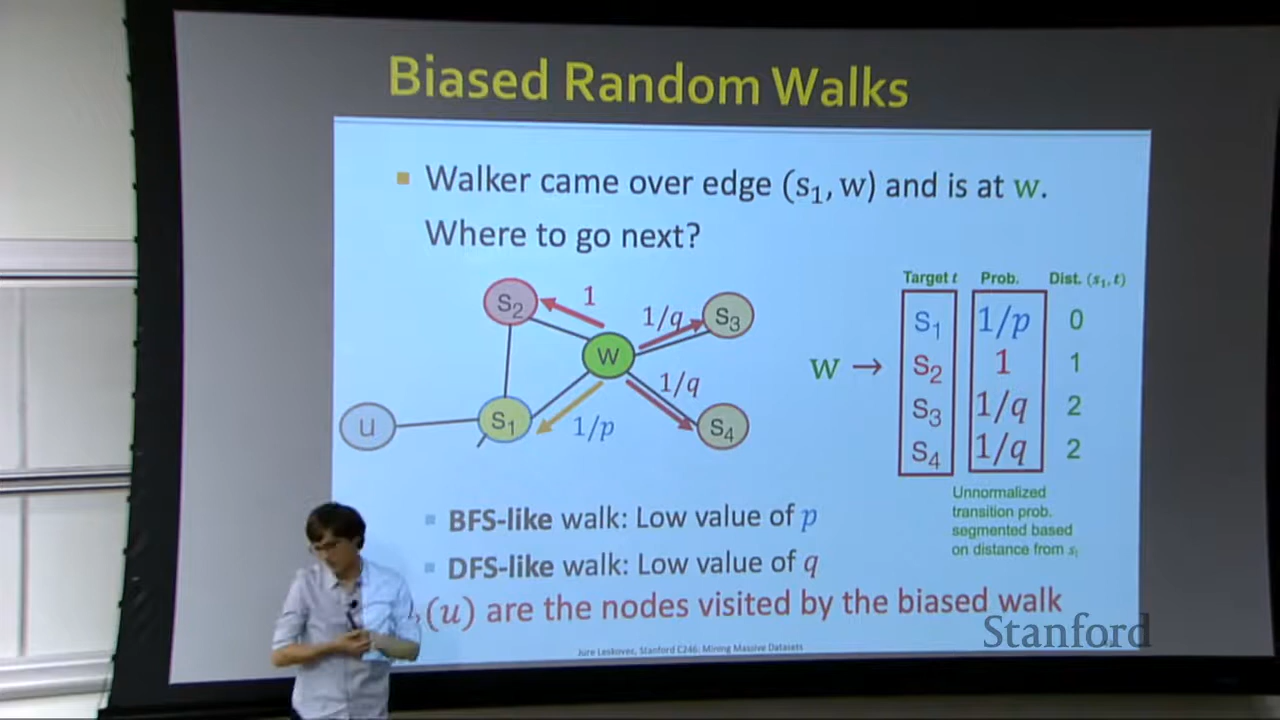 Biased Random Walks
Walker came over edge (s₁, w) and is at w.
Where to go next?
Target t Prob. Dist. (s₁, t)
S₂ 1 1/q S₃
W
1/q
u S₁ 1/p S₄
W →
S₁ 1/p 0
S₂ 1 1
S₃ 1/q 2
S₄ 1/q 2
Unnormalized
transition prob.
segmented based
on distance from s₁
BFS-like walk: Low value of p
DFS-like walk: Low value of q
(u) are the nodes visited by the biased walk
Stanford
Jure Leskovec, Stanford C246: Mining Massive Datasets